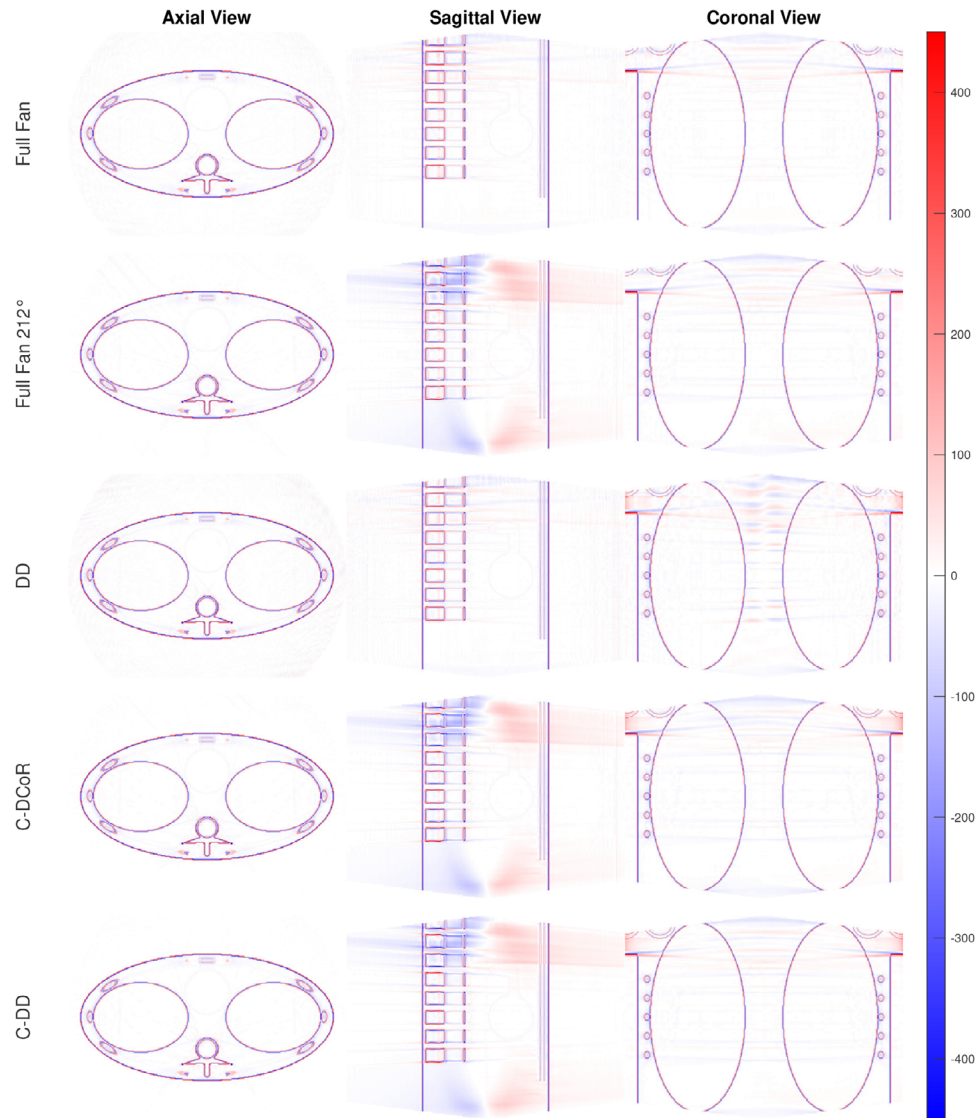 Axial View Sagittal View Coronal View
Full Fan
Full Fan 212°
DD
C-DCoR
C-DD
400
300
200
100
0
-100
-200
-300
-400